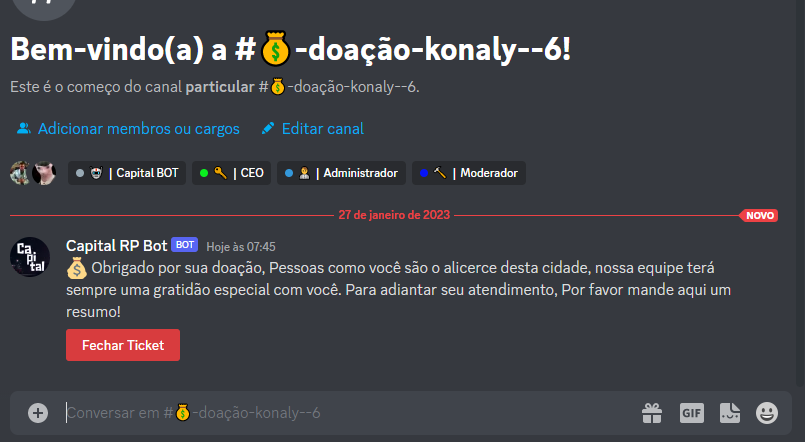 Bem-vindo(a) a #💰-doação-konaly--6!
Este é o começo do canal particular #💰-doação-konaly--6.
Adicionar membros ou cargos Editar canal
| Capital BOT | CEO | Administrador | Moderador
27 de janeiro de 2023 NOVO
Capital RP Bot BOT Hoje às 07:45
💰 Obrigado por sua doação, Pessoas como você são o alicerce desta cidade, nossa equipe terá
sempre uma gratidão especial com você. Para adiantar seu atendimento, Por favor mande aqui um
resumo!
Fechar Ticket
Conversar em #💰-doação-konaly--6
GIF
Capital